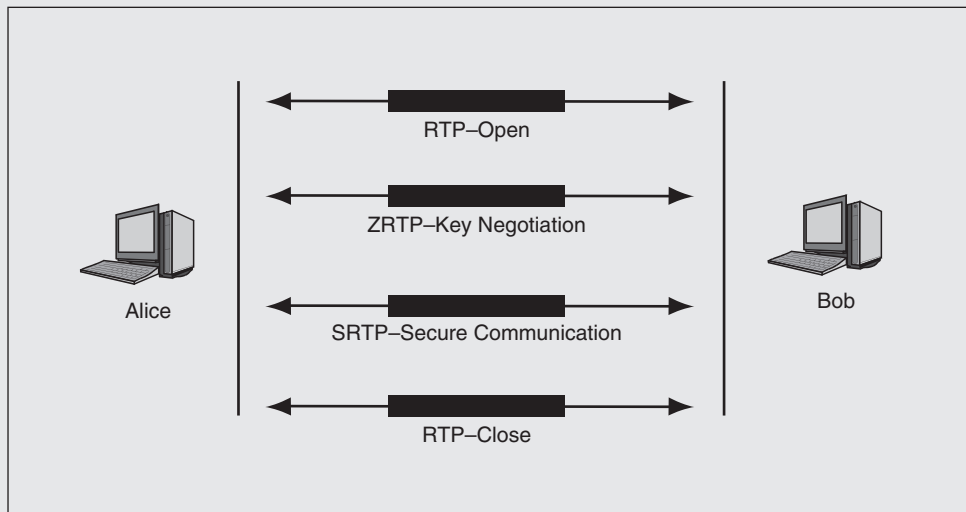 RTP–Open
ZRTP–Key Negotiation
Alice
Bob
SRTP–Secure Communication
RTP–Close